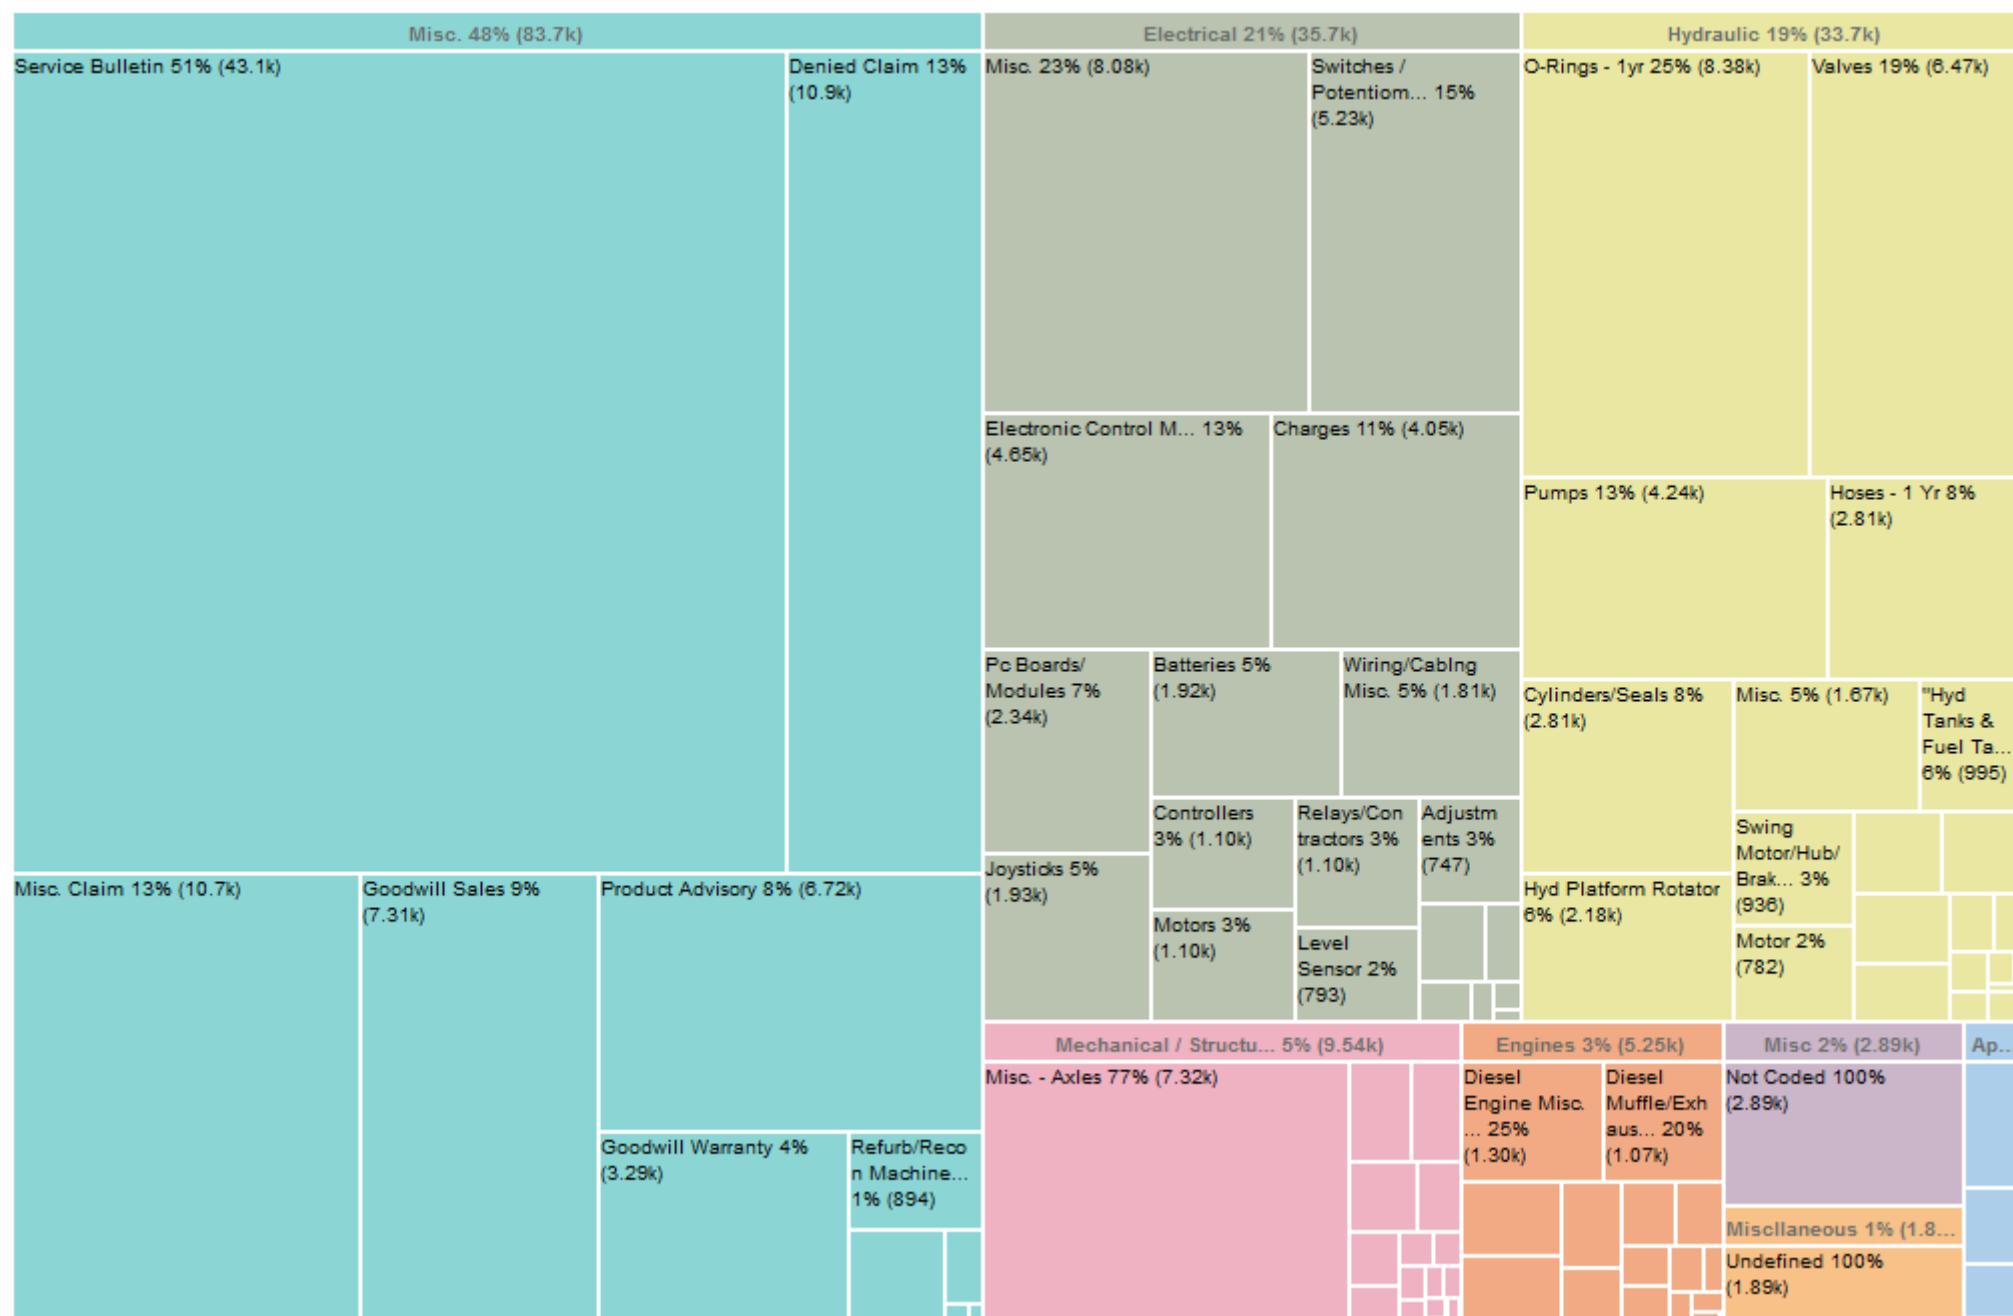 Misc. 48% (83.7k)
Service Bulletin 51% (43.1k)
Denied Claim 13%
(10.9k)
Misc. Claim 13% (10.7k)
Goodwill Sales 9%
(7.31k)
Product Advisory 8% (6.72k)
Goodwill Warranty 4%
(3.29k)
Refurb/Reco
n Machine...
1% (894)
Electrical 21% (35.7k)
Misc. 23% (8.08k)
Switches /
Potentiom... 15%
(5.23k)
Electronic Control M... 13%
(4.65k)
Charges 11% (4.05k)
Pc Boards/
Modules 7%
(2.34k)
Batteries 5%
(1.92k)
Wiring/Cablng
Misc. 5% (1.81k)
Joysticks 5%
(1.93k)
Controllers
3% (1.10k)
Relays/Con
tractors 3%
(1.10k)
Adjustm
ents 3%
(747)
Motors 3%
(1.10k)
Level
Sensor 2%
(793)
Hydraulic 19% (33.7k)
O-Rings - 1yr 25% (8.38k)
Valves 19% (6.47k)
Pumps 13% (4.24k)
Hoses - 1 Yr 8%
(2.81k)
Cylinders/Seals 8%
(2.81k)
Misc. 5% (1.67k)
"Hyd
Tanks &
Fuel Ta...
6% (995)
Hyd Platform Rotator
6% (2.18k)
Swing
Motor/Hub/
Brak... 3%
(936)
Motor 2%
(782)
Mechanical / Structu... 5% (9.54k)
Misc. - Axles 77% (7.32k)
Engines 3% (5.25k)
Diesel
Engine Misc.
... 25%
(1.30k)
Diesel
Muffle/Exh
aus... 20%
(1.07k)
Misc 2% (2.89k)
Not Coded 100%
(2.89k)
Miscllaneous 1% (1.8...
Undefined 100%
(1.89k)
Ap...